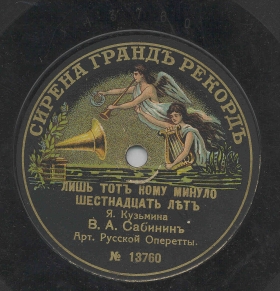 СИРЕНА ГРАНДЪ РЕКОРДЪ
ЛИШЬ ТОТЪ КОМУ МИНУЛО
ШЕСТНАДЦАТЬ ЛѢТЪ
Я. Кузьмина
В. А. Сабининъ
Арт. Русской Оперетты.
№ 13760